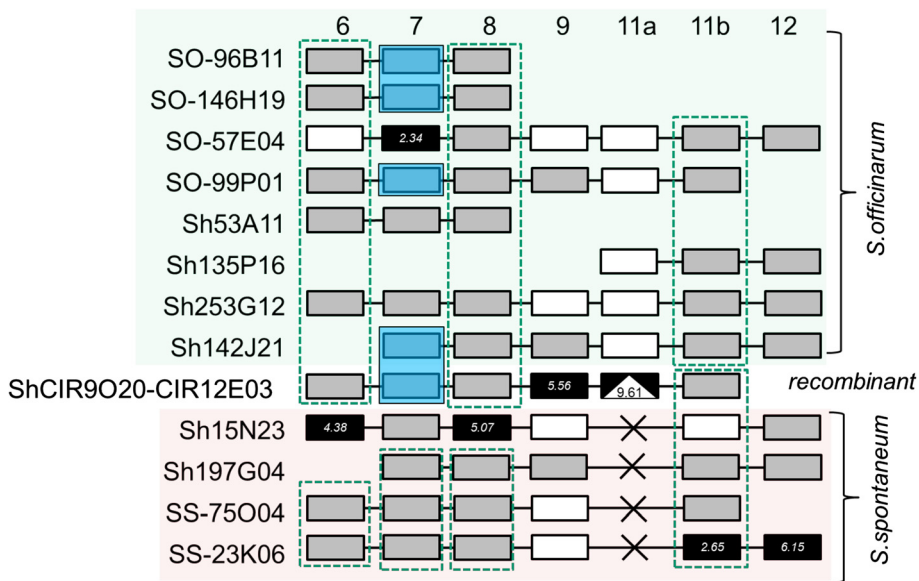 6 7 8 9 11a 11b 12
SO-96B11
SO-146H19
SO-57E04 2.34
SO-99P01
Sh53A11
Sh135P16
Sh253G12
Sh142J21
S.officinarum
ShCIR9O20-CIR12E03 5.56 9.61 recombinant
Sh15N23 4.38 5.07
Sh197G04
SS-75O04
SS-23K06 2.65 6.15
S.spontaneum